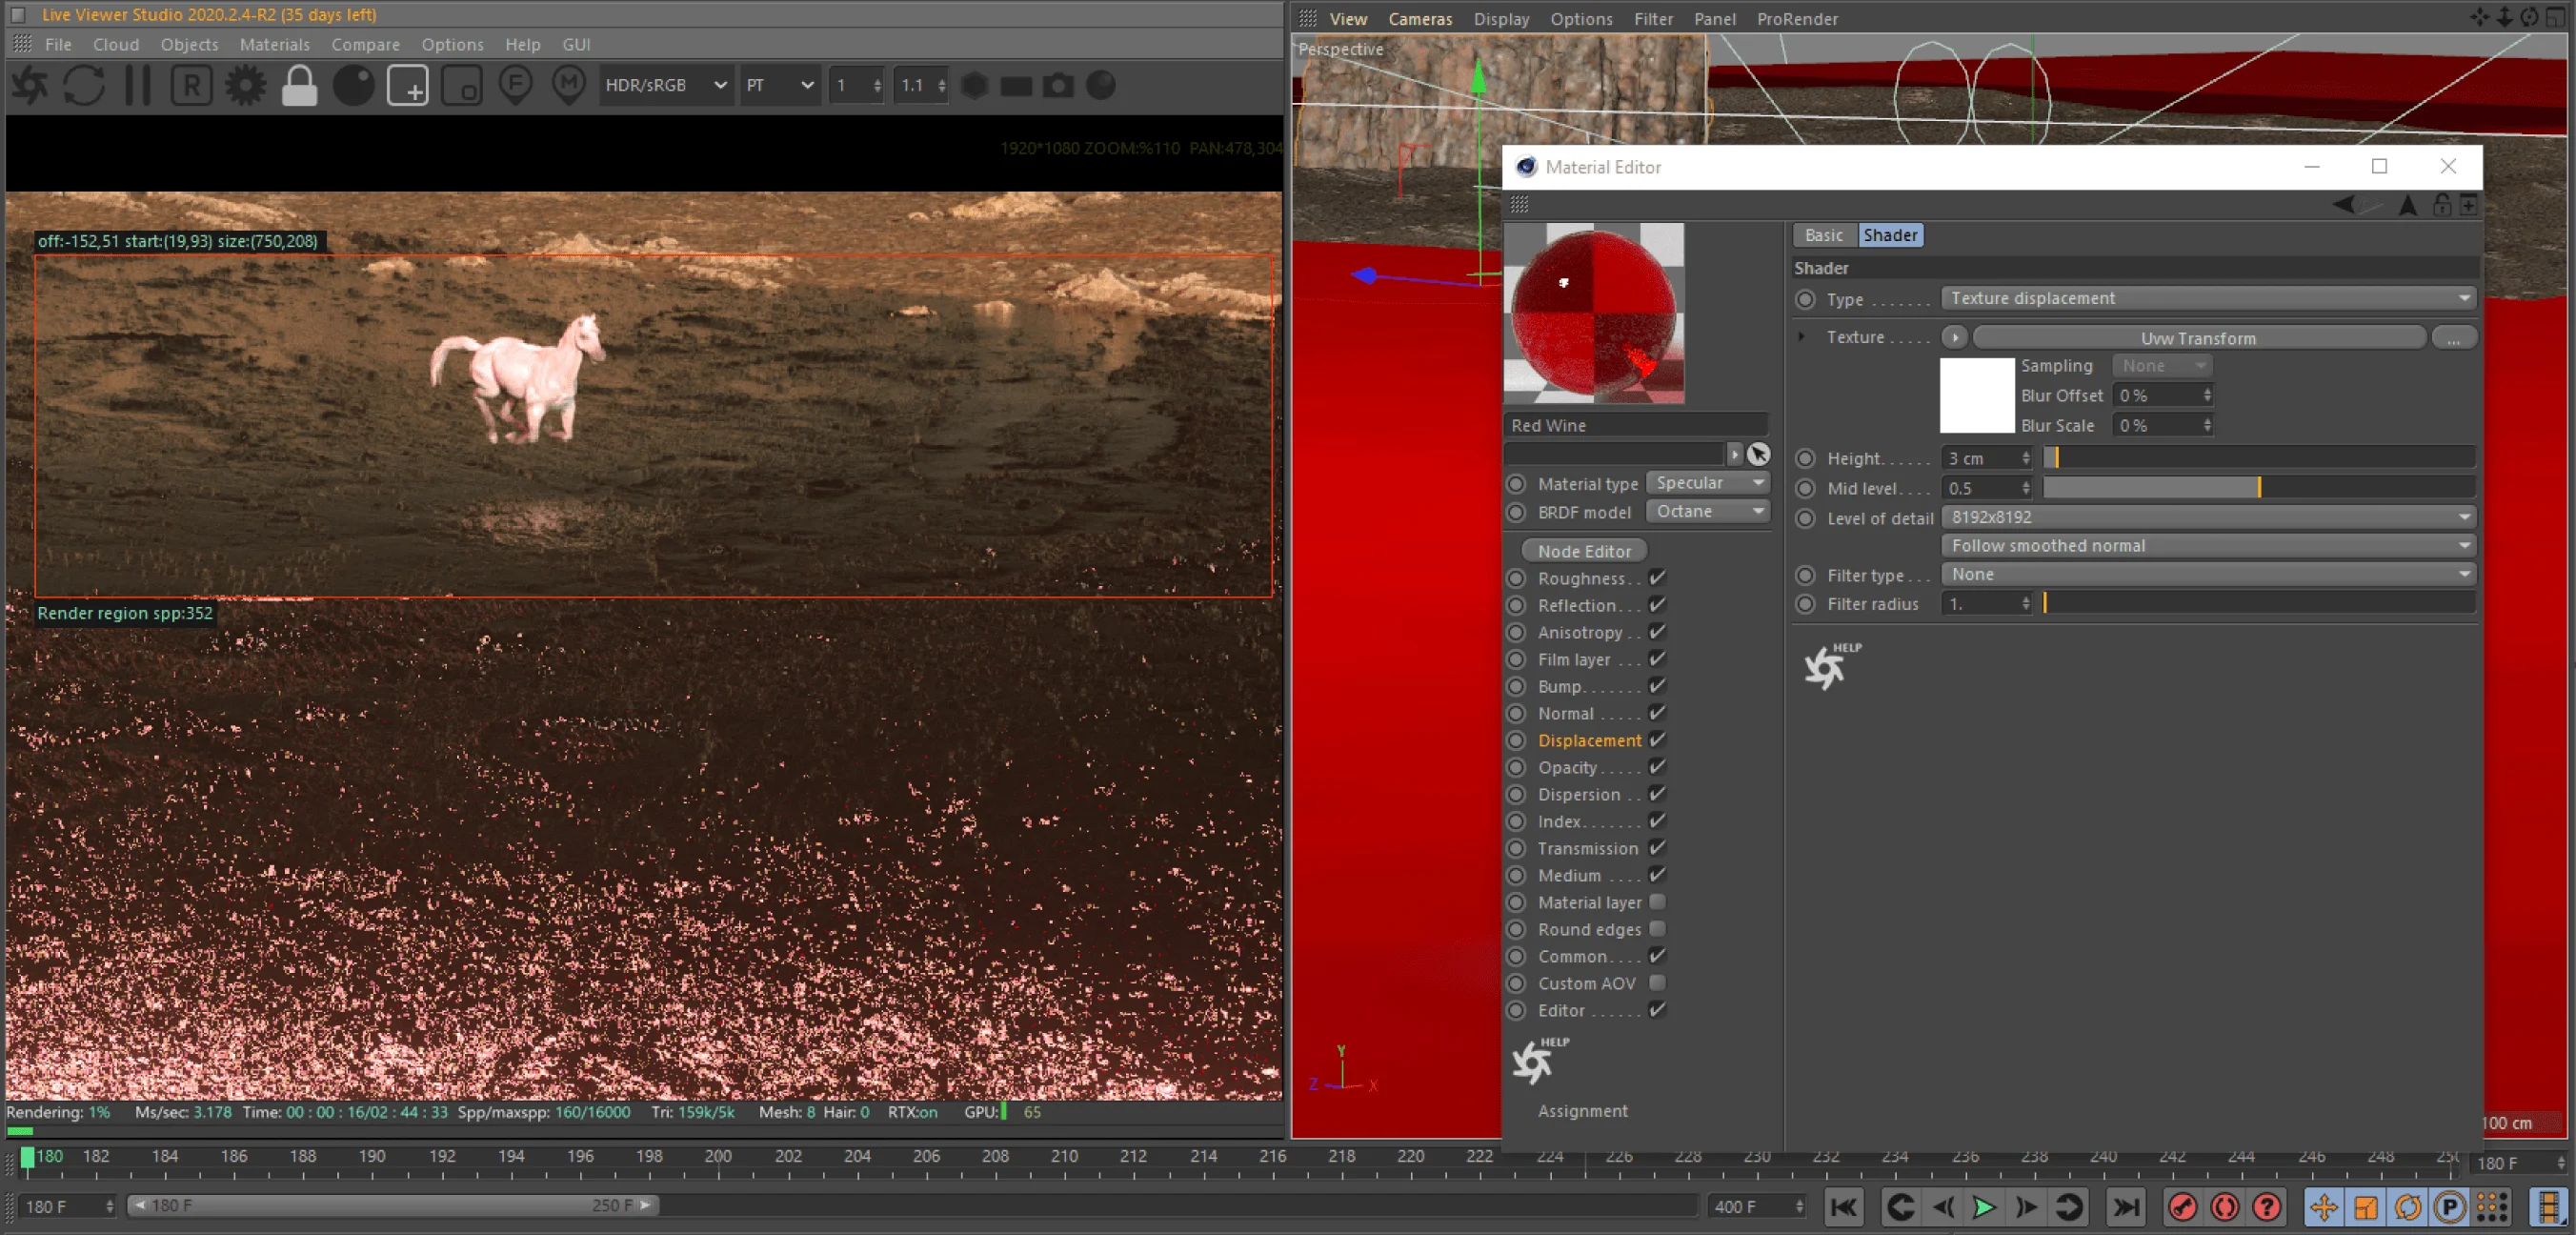 Live Viewer Studio 2020.2.4-R2 (35 days left)
File Cloud Objects Materials Compare Options Help GUI
R F M HDR/sRGB PT 1 1.1
1920*1080 ZOOM:%110 PAN:478,304
off:-152,51 start:(19,93) size:(750,208)
Render region spp:352
Rendering: 1% Ms/sec: 3.178 Time: 00 : 00 : 16/02 : 44 : 33 Spp/maxspp: 160/16000 Tri: 159k/5k Mesh: 8 Hair: 0 RTX:on GPU: 65
View Cameras Display Options Filter Panel ProRender
Perspective
Material Editor
Red Wine
Material type Specular
BRDF model Octane
Node Editor
Roughness. .
Reflection. . .
Anisotropy . .
Film layer . . .
Bump. . . . . . .
Normal . . . . .
Displacement
Opacity . . . . .
Dispersion . .
Index. . . . . . .
Transmission
Medium . . . .
Material layer
Round edges
Common. . . .
Custom AOV
Editor . . . . . .
HELP
Assignment
Basic Shader
Shader
Type . . . . . . . Texture displacement
Texture . . . . . Uvw Transform ...
Sampling None
Blur Offset 0 %
Blur Scale 0 %
Height. . . . . . 3 cm
Mid level. . . . 0.5
Level of detail 8192x8192
Follow smoothed normal
Filter type . . . None
Filter radius 1.
HELP
Y
Z X
100 cm
180 182 184 186 188 190 192 194 196 198 200 202 204 206 208 210 212 214 216 218 220 222 224 226 228 230 232 234 236 238 240 242 244 246 248 180 F
180 F 180 F 250 F 400 F P